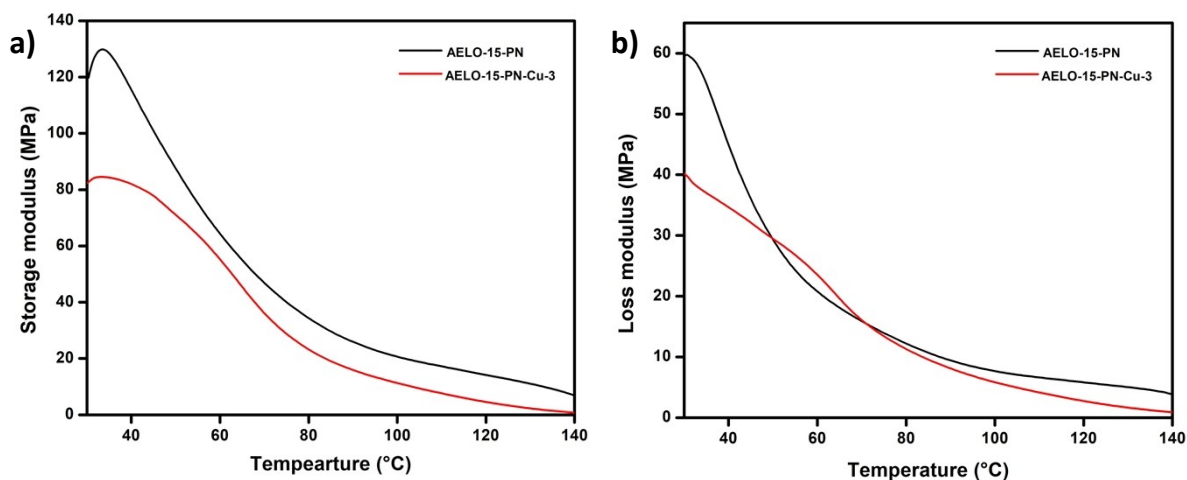 a)
Storage modulus (MPa)
140
120
100
80
60
40
20
0
AELO-15-PN
AELO-15-PN-Cu-3
40 60 80 100 120 140
Tempearture (°C)
b)
Loss modulus (MPa)
60
50
40
30
20
10
0
AELO-15-PN
AELO-15-PN-Cu-3
40 60 80 100 120 140
Temperature (°C)